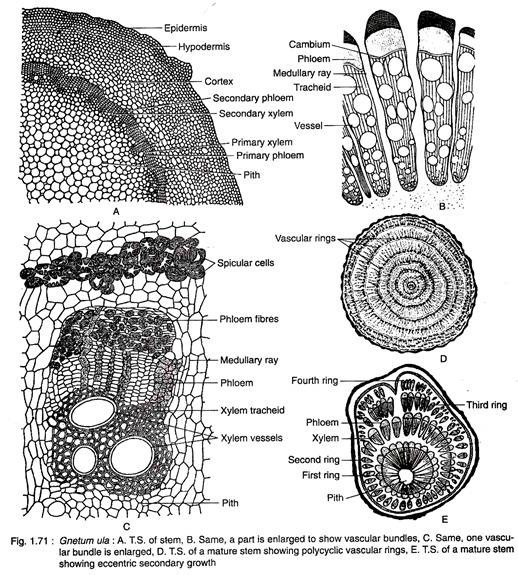 Epidermis
Hypodermis
Cortex
Secondary phloem
Secondary xylem
Primary xylem
Primary phloem
Pith
A
Cambium
Phloem
Medullary ray
Tracheid
Vessel
B
Spicular cells
Phloem fibres
Medullary ray
Phloem
Xylem tracheid
Xylem vessels
Pith
C
Vascular rings
D
Fourth ring
Third ring
Phloem
Xylem
Second ring
First ring
Pith
E
Fig. 1.71 : Gnetum ula : A. T.S. of stem, B. Same, a part is enlarged to show vascular bundles, C. Same, one vascu-
lar bundle is enlarged, D. T.S. of a mature stem showing polycyclic vascular rings, E. T.S. of a mature stem
showing eccentric secondary growth